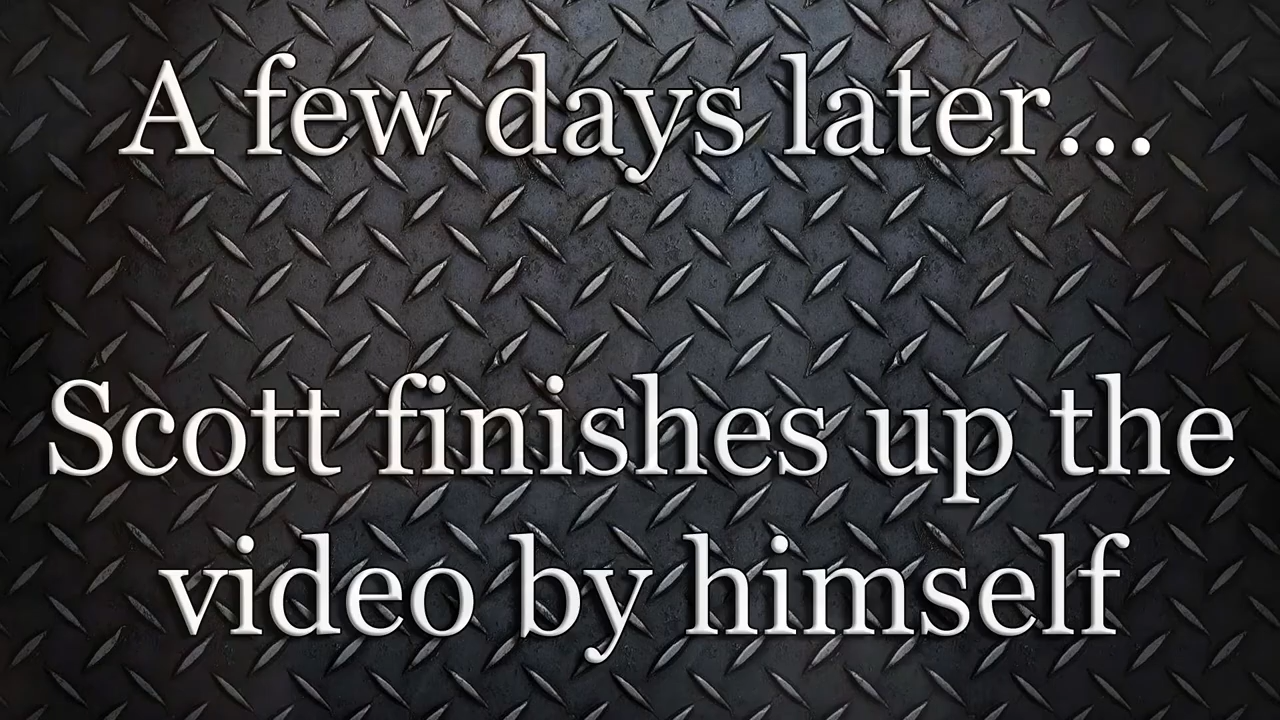 A few days later...
Scott finishes up the
video by himself